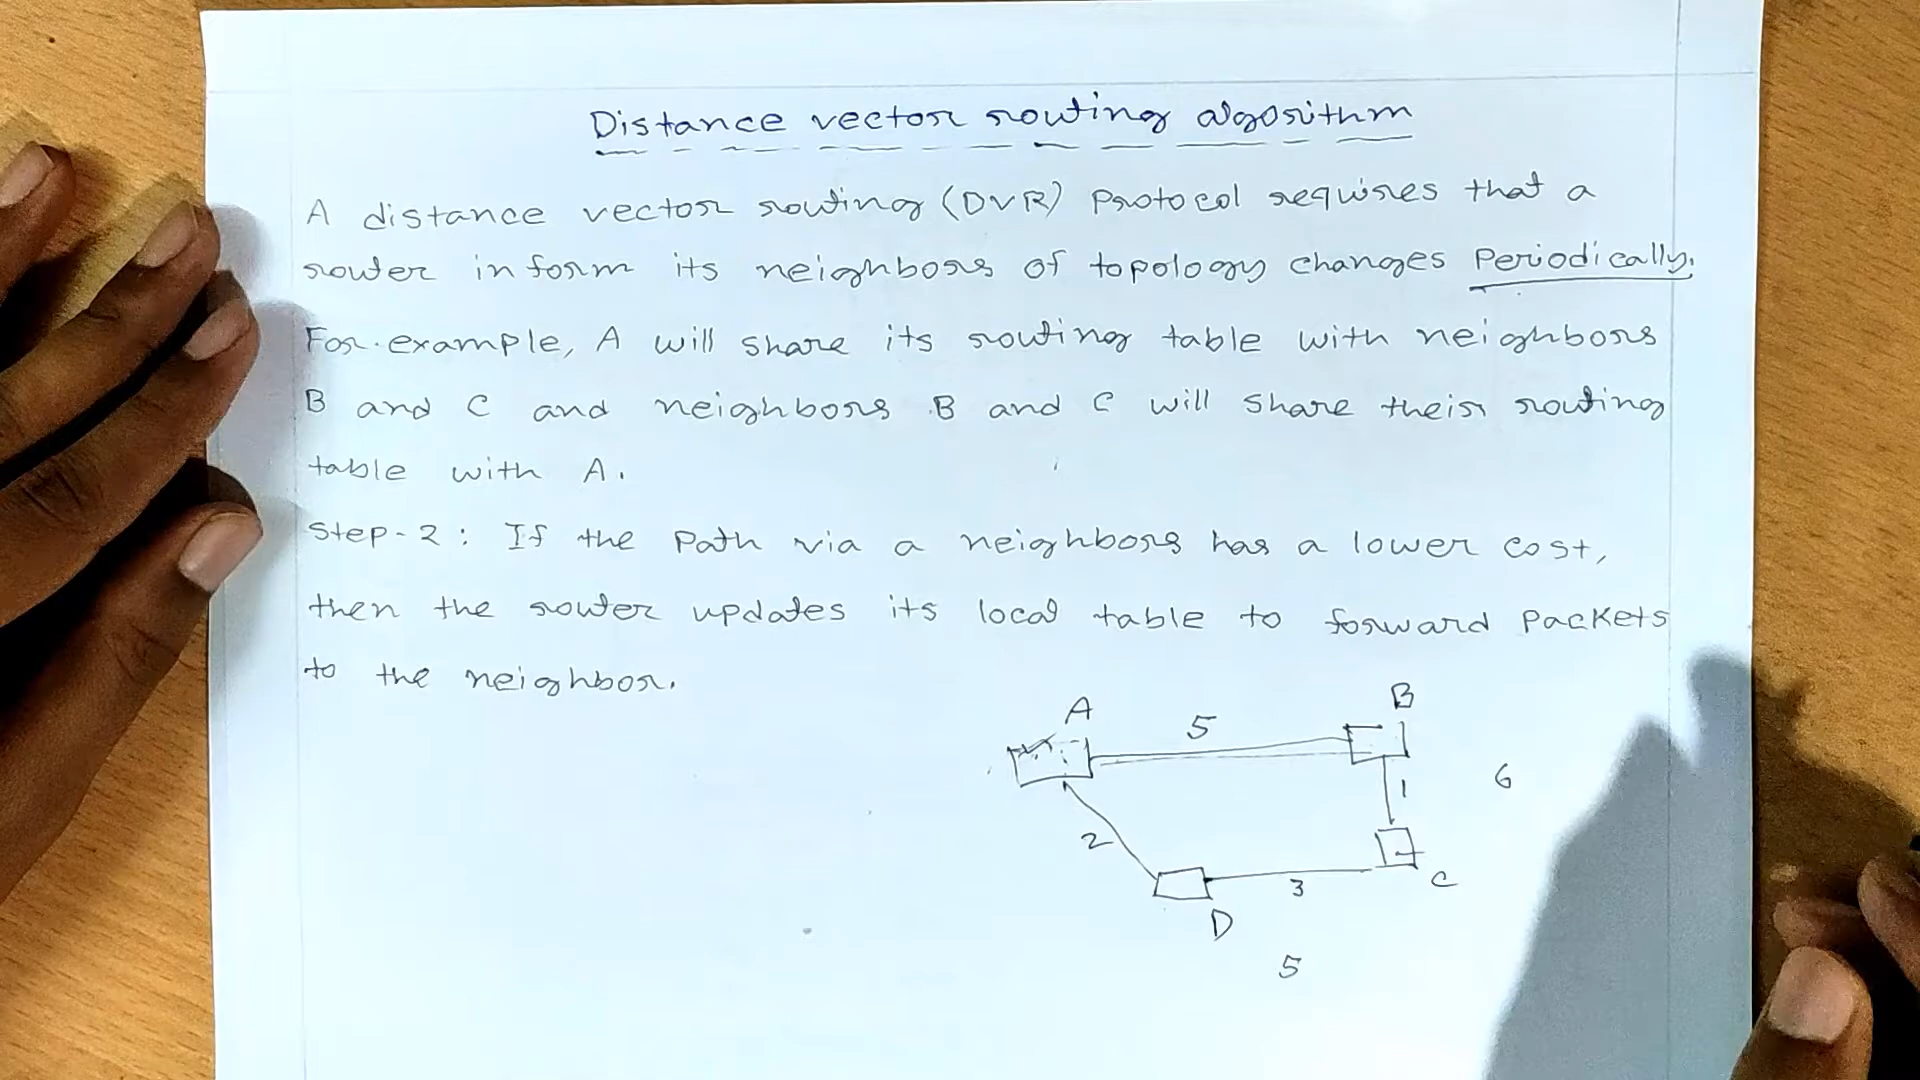 Distance vector routing algorithm
A distance vector routing (DVR) Protocol requires that a
router inform its neighbors of topology changes Periodically.
For example, A will share its routing table with neighbors
B and C and neighbors B and C will share their routing
table with A.
Step-2: If the Path via a neighbors has a lower cost,
then the router updates its local table to forward Packets
to the neighbor.
A
5
B
6
1
2
3
C
D
5